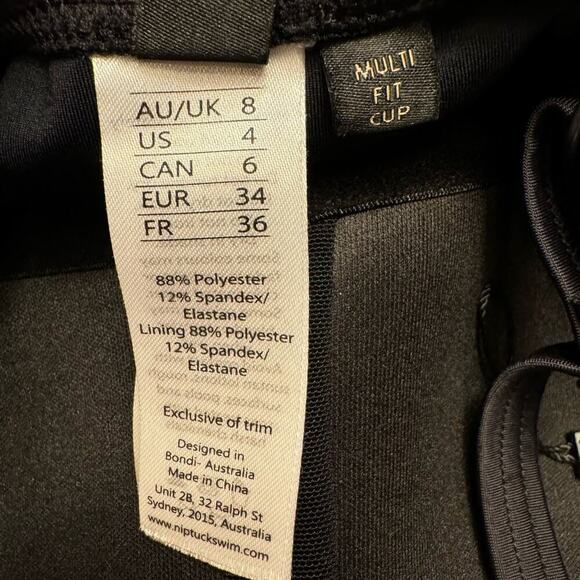 AU/UK 8
US 4
CAN 6
EUR 34
FR 36
88% Polyester
12% Spandex/
Elastane
Lining 88% Polyester
12% Spandex/
Elastane
Exclusive of trim
Designed in
Bondi- Australia
Made in China
Unit 2B, 32 Ralph St
Sydney, 2015, Australia
www.niptuckswim.com
MULTI
FIT
CUP